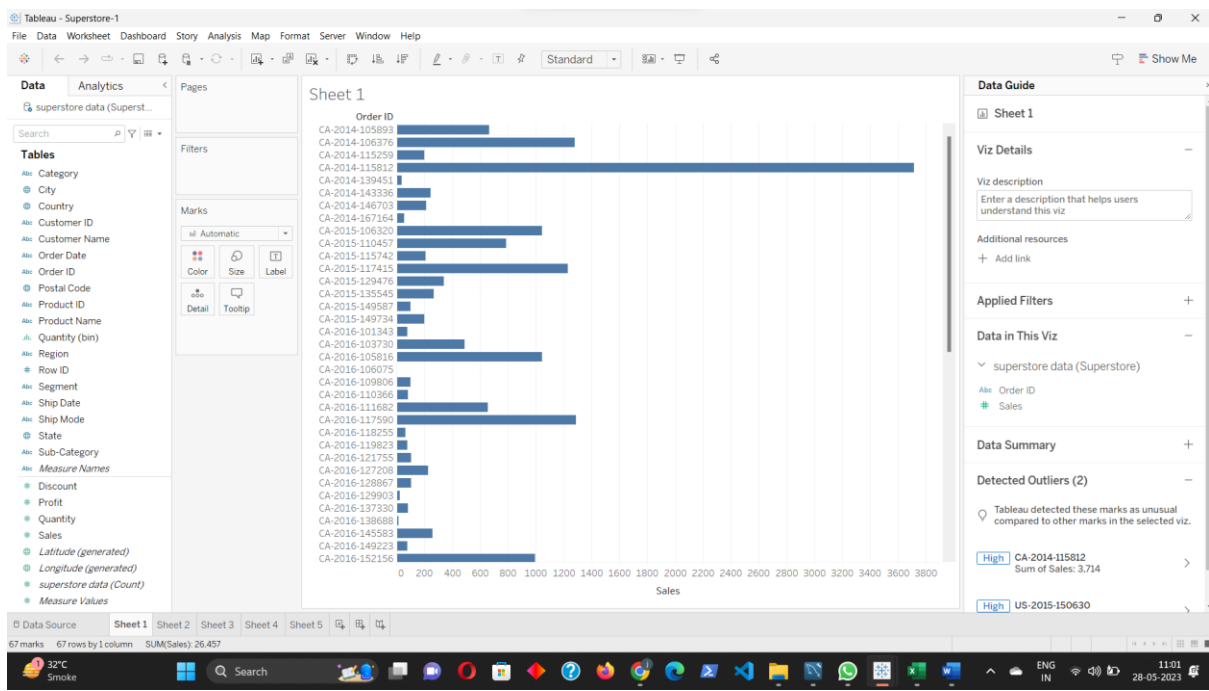 Tableau - Superstore-1
File Data Worksheet Dashboard Story Analysis Map Format Server Window Help
Standard
Show Me
Data Analytics
superstore data (Superst...
Search
Tables
Abc Category
City
Country
Abc Customer ID
Abc Customer Name
Abc Order Date
Abc Order ID
Postal Code
Abc Product ID
Abc Product Name
Quantity (bin)
Abc Region
# Row ID
Abc Segment
Abc Ship Date
Abc Ship Mode
State
Abc Sub-Category
Abc Measure Names
# Discount
# Profit
# Quantity
# Sales
Latitude (generated)
Longitude (generated)
# superstore data (Count)
# Measure Values
Pages
Filters
Marks
Automatic
Color Size Label
Detail Tooltip
Sheet 1
Order ID
CA-2014-105893
CA-2014-106376
CA-2014-115259
CA-2014-115812
CA-2014-139451
CA-2014-143336
CA-2014-146703
CA-2014-167164
CA-2015-106320
CA-2015-110457
CA-2015-115742
CA-2015-117415
CA-2015-129476
CA-2015-135545
CA-2015-149587
CA-2015-149734
CA-2016-101343
CA-2016-103730
CA-2016-105816
CA-2016-106075
CA-2016-109806
CA-2016-110366
CA-2016-111682
CA-2016-117590
CA-2016-118255
CA-2016-119823
CA-2016-121755
CA-2016-127208
CA-2016-128867
CA-2016-129903
CA-2016-137330
CA-2016-138688
CA-2016-145583
CA-2016-149223
CA-2016-152156
0 200 400 600 800 1000 1200 1400 1600 1800 2000 2200 2400 2600 2800 3000 3200 3400 3600 3800
Sales
Data Guide
Sheet 1
Viz Details
Viz description
Enter a description that helps users
understand this viz
Additional resources
+ Add link
Applied Filters
Data in This Viz
superstore data (Superstore)
Abc Order ID
# Sales
Data Summary
Detected Outliers (2)
Tableau detected these marks as unusual
compared to other marks in the selected viz.
High CA-2014-115812
Sum of Sales: 3,714
High US-2015-150630
Data Source Sheet 1 Sheet 2 Sheet 3 Sheet 4 Sheet 5
67 marks 67 rows by 1 column SUM(Sales): 26,457
1
32°C
Smoke
Search
ENG
IN
11:01
28-05-2023